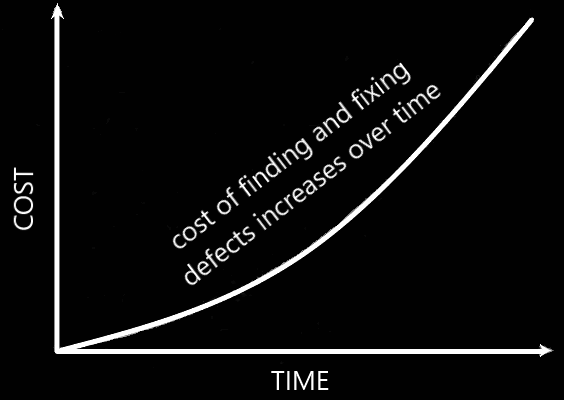 COST
cost of finding and fixing
defects increases over time
TIME